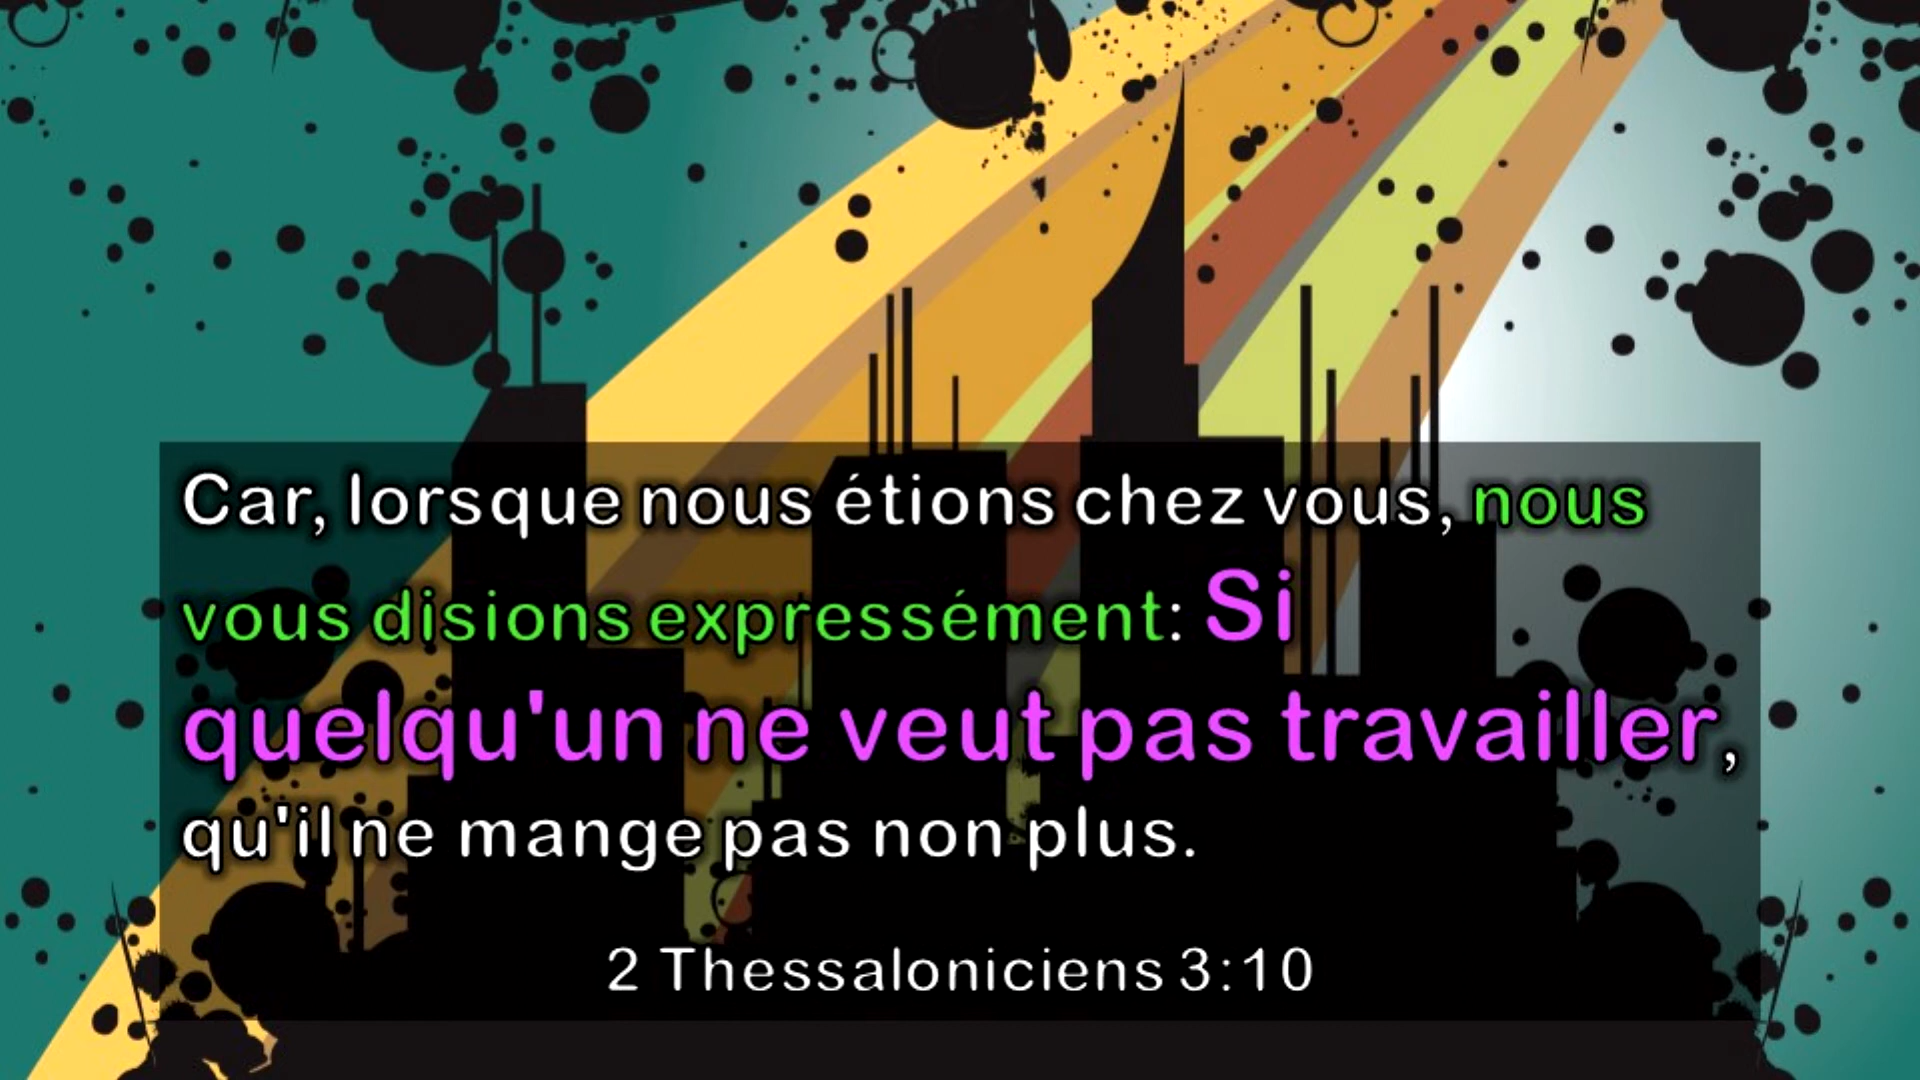 Car, lorsque nous étions chez vous, nous
vous disions expressément: Si
quelqu'un ne veut pas travailler,
qu'il ne mange pas non plus.
2 Thessaloniciens 3:10